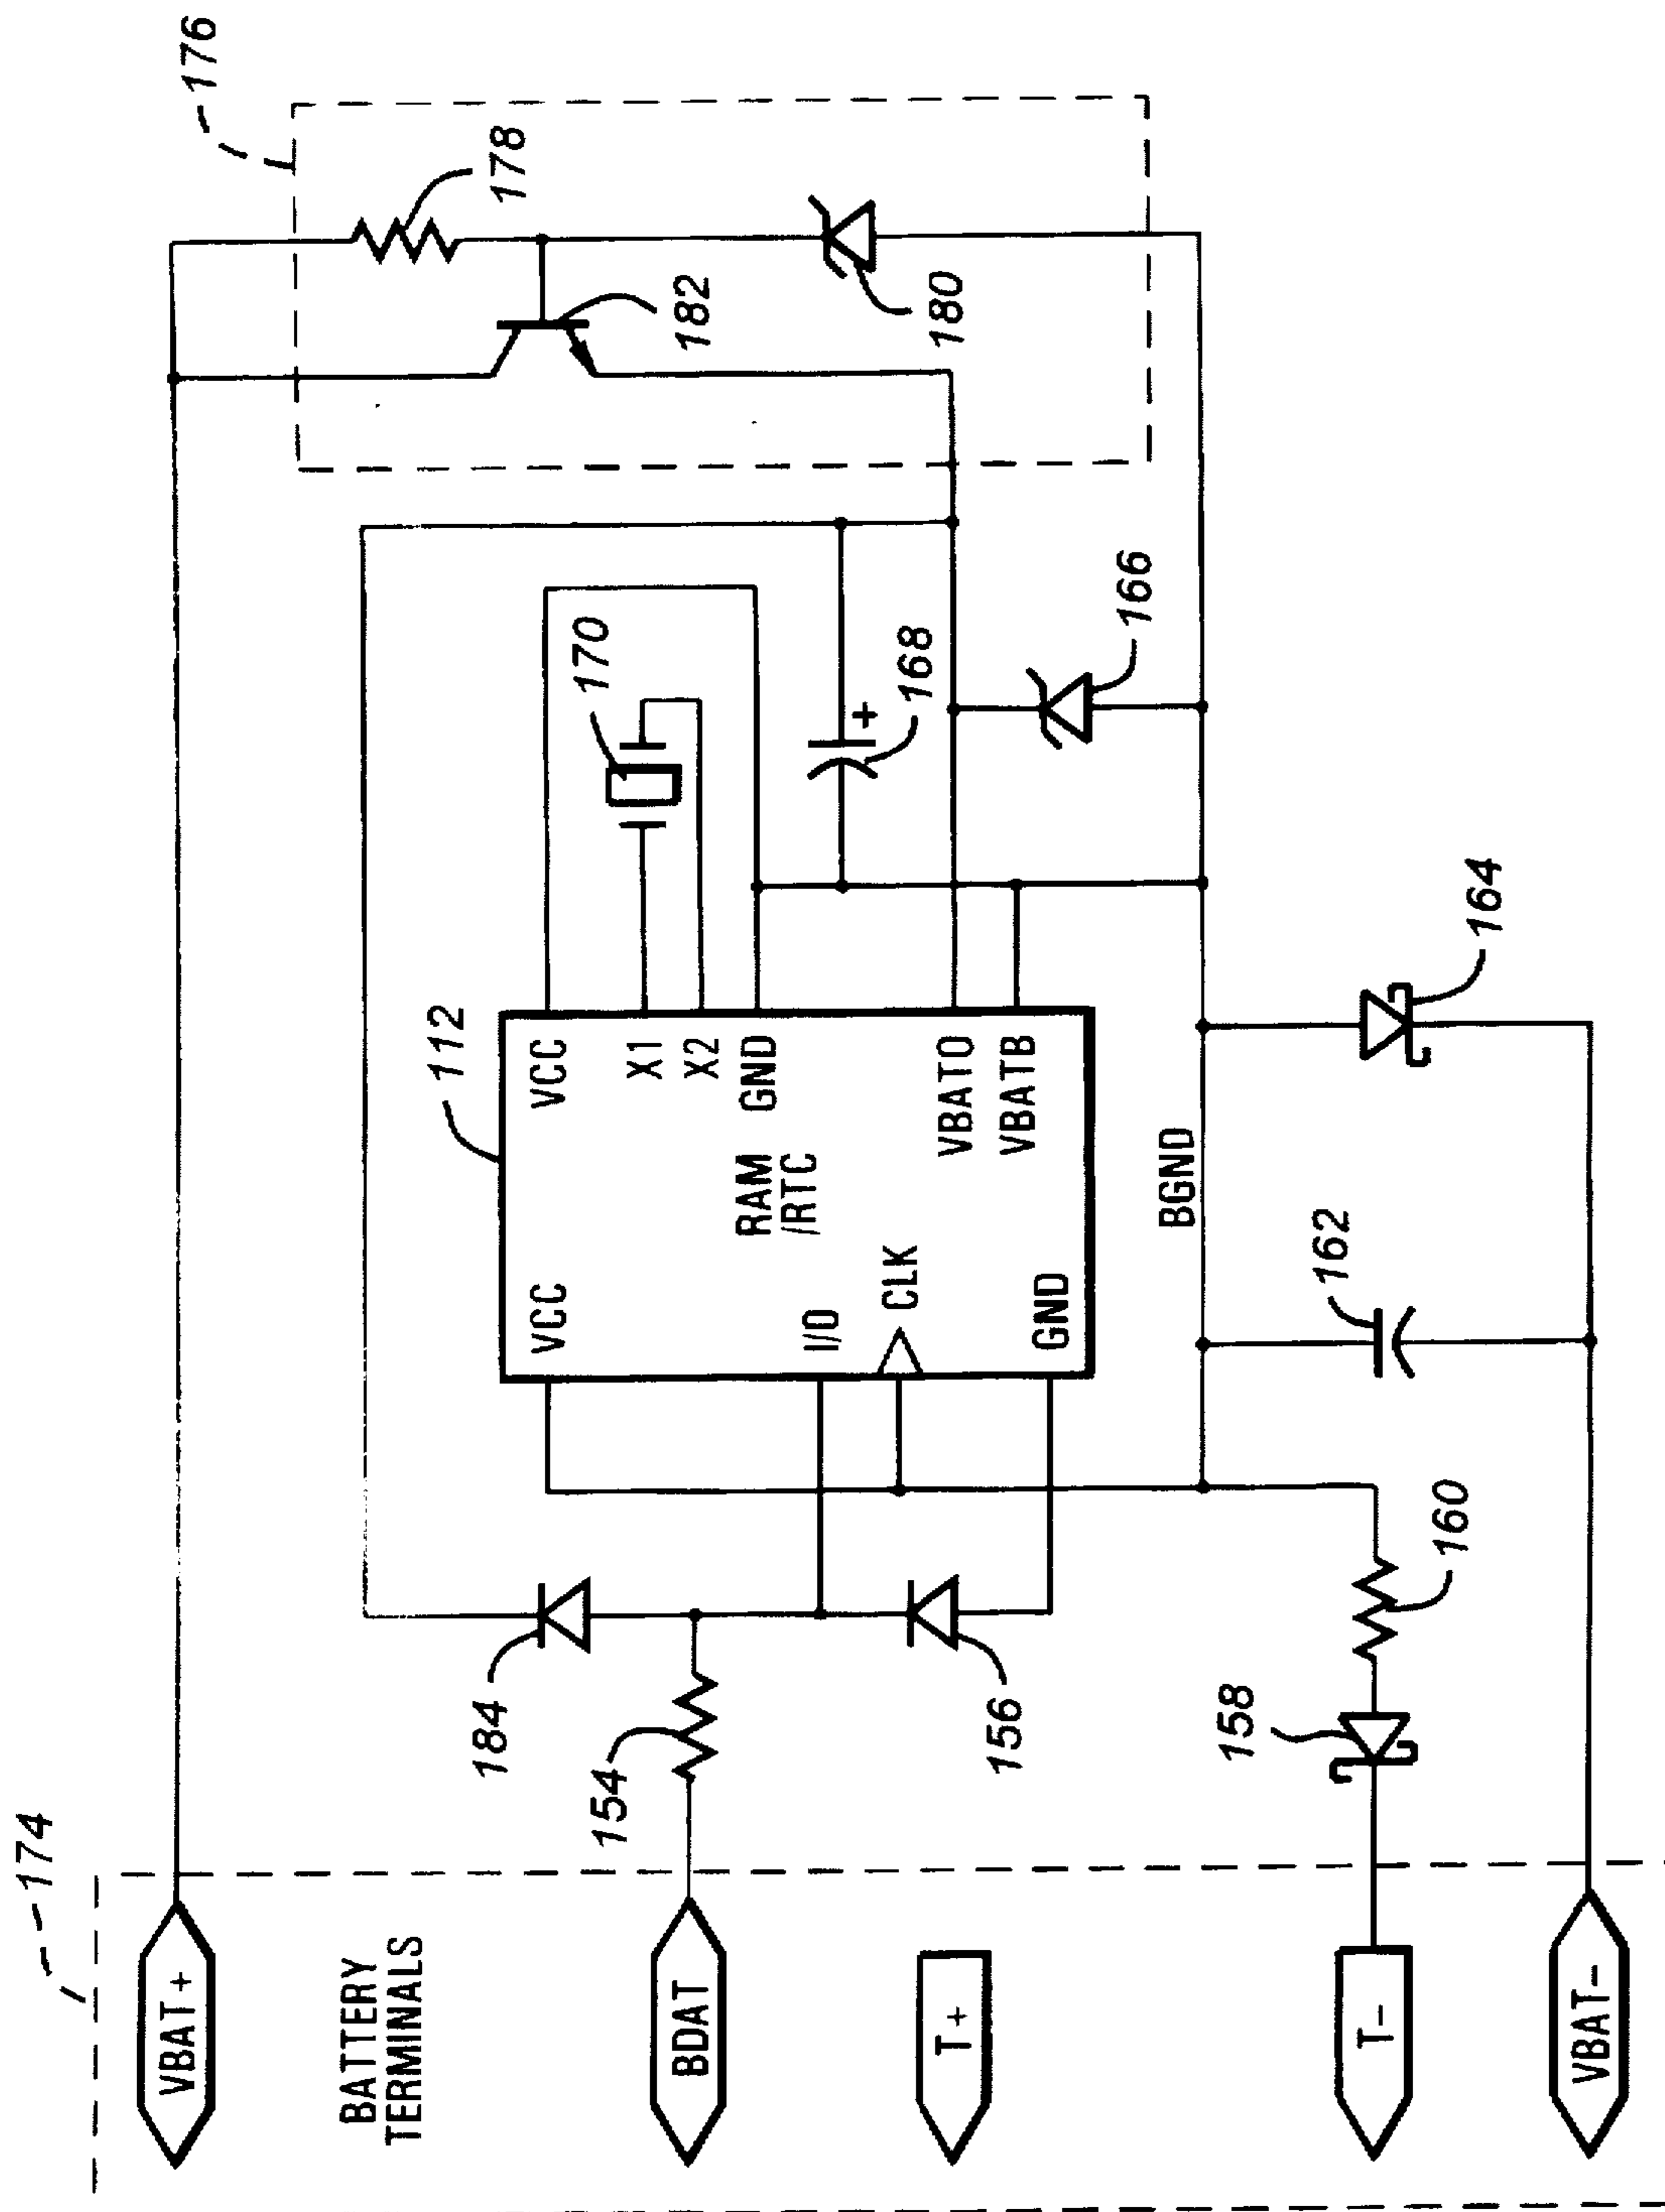 174
VBAT+
176
BATTERY
TERMINALS
112
184
178
VCC
VCC
170
154
X1
BDAT
182
X2
RAM
/RTC
GND
I/O
+
CLK
168
180
T+
VBATO
156
VBATB
GND
166
BGND
158
162
T-
160
164
VBAT-